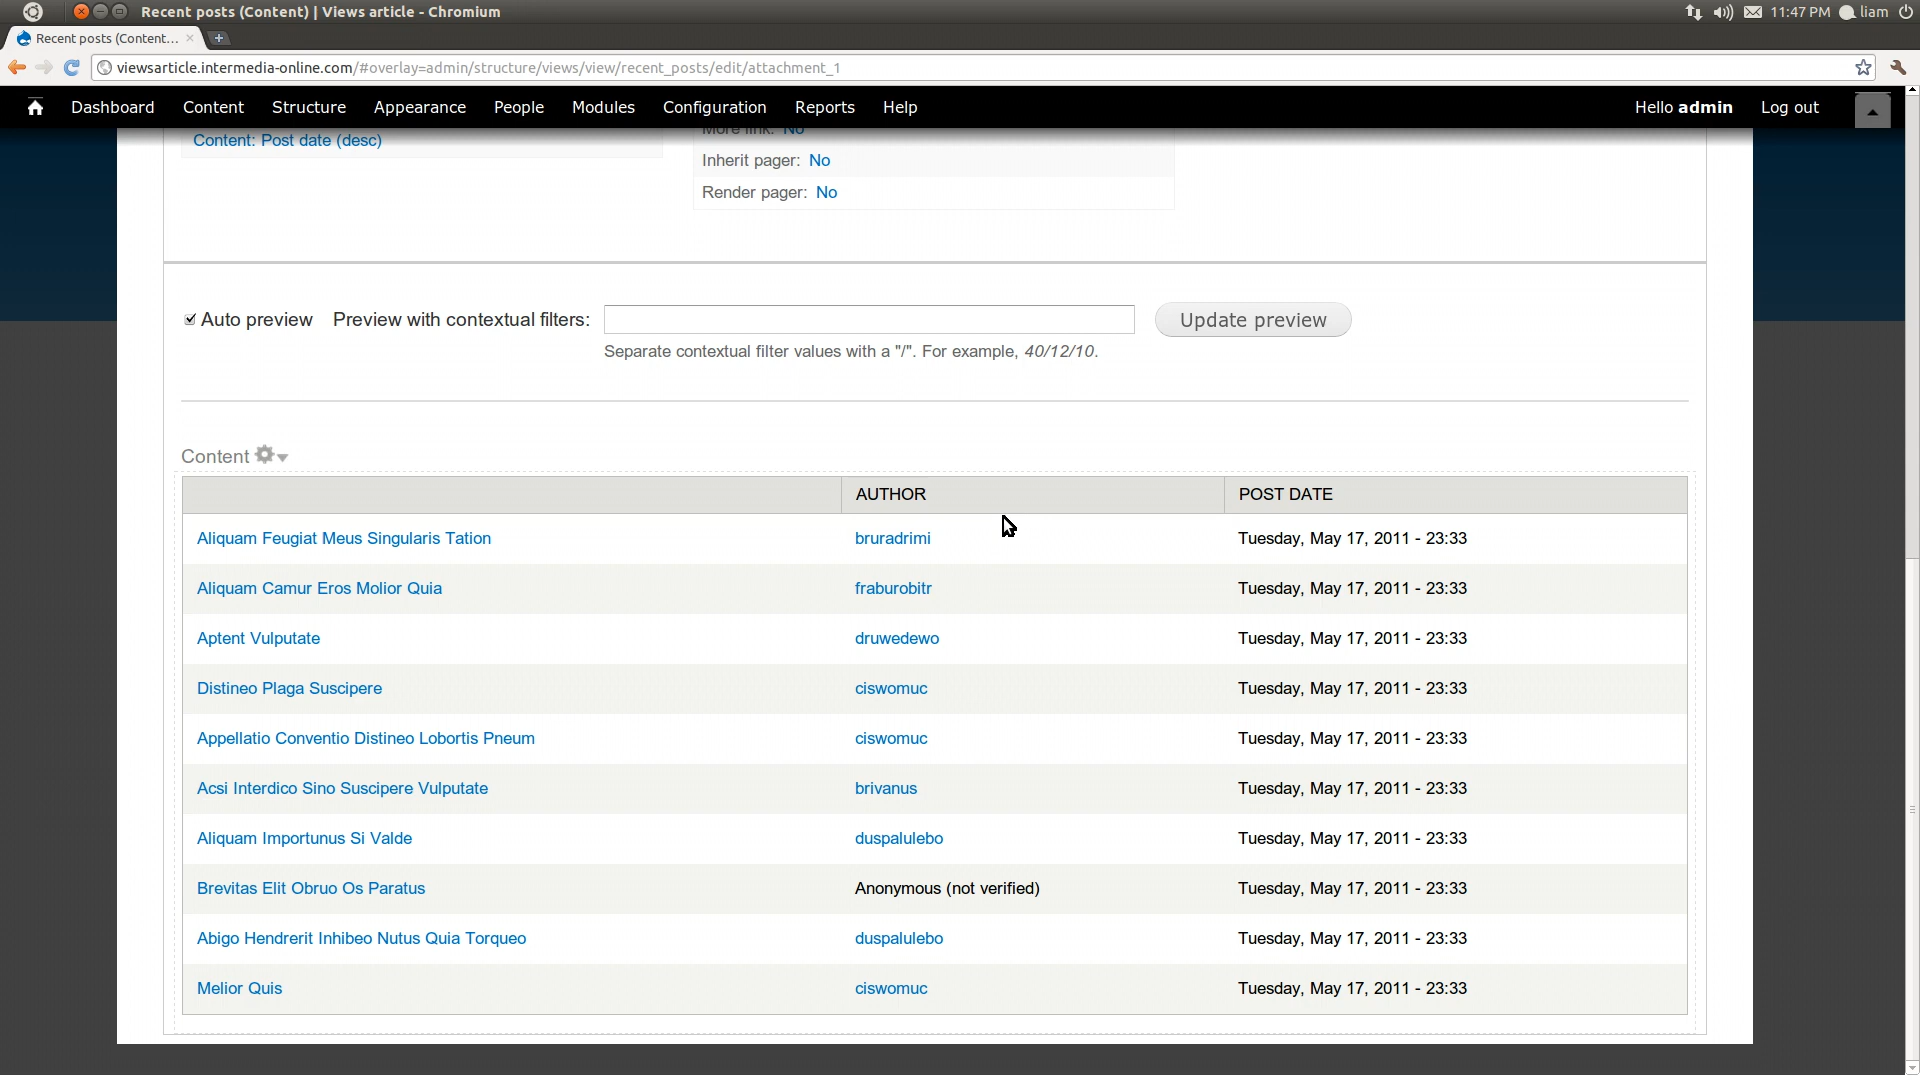 Recent posts (Content) | Views article - Chromium
11:47 PM liam
Recent posts (Content...
viewsarticle.intermedia-online.com/#overlay=admin/structure/views/view/recent_posts/edit/attachment_1
Dashboard Content Structure Appearance People Modules Configuration Reports Help Hello admin Log out
More link: No
Content: Post date (desc)
Inherit pager: No
Render pager: No
Auto preview Preview with contextual filters: Update preview
Separate contextual filter values with a "/". For example, 40/12/10.
Content
AUTHOR POST DATE
Aliquam Feugiat Meus Singularis Tation bruradrimi Tuesday, May 17, 2011 - 23:33
Aliquam Camur Eros Molior Quia fraburobitr Tuesday, May 17, 2011 - 23:33
Aptent Vulputate druwedewo Tuesday, May 17, 2011 - 23:33
Distineo Plaga Suscipere ciswomuc Tuesday, May 17, 2011 - 23:33
Appellatio Conventio Distineo Lobortis Pneum ciswomuc Tuesday, May 17, 2011 - 23:33
Acsi Interdico Sino Suscipere Vulputate brivanus Tuesday, May 17, 2011 - 23:33
Aliquam Importunus Si Valde duspalulebo Tuesday, May 17, 2011 - 23:33
Brevitas Elit Obruo Os Paratus Anonymous (not verified) Tuesday, May 17, 2011 - 23:33
Abigo Hendrerit Inhibeo Nutus Quia Torqueo duspalulebo Tuesday, May 17, 2011 - 23:33
Melior Quis ciswomuc Tuesday, May 17, 2011 - 23:33